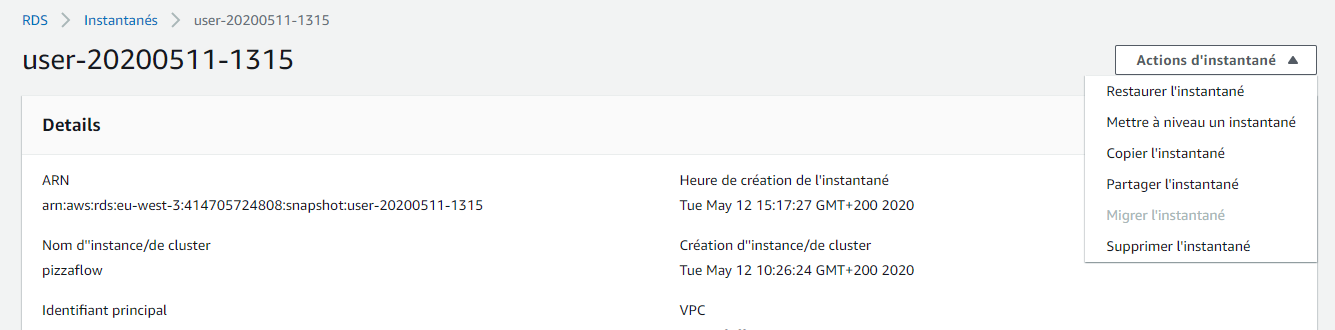 RDS > Instantanés > user-20200511-1315
user-20200511-1315
Actions d'instantané
Restaurer l'instantané
Mettre à niveau un instantané
Copier l'instantané
Partager l'instantané
Migrer l'instantané
Supprimer l'instantané
Details
ARN
arn:aws:rds:eu-west-3:414705724808:snapshot:user-20200511-1315
Heure de création de l'instantané
Tue May 12 15:17:27 GMT+200 2020
Nom d''instance/de cluster
pizzaflow
Création d''instance/de cluster
Tue May 12 10:26:24 GMT+200 2020
Identifiant principal
VPC